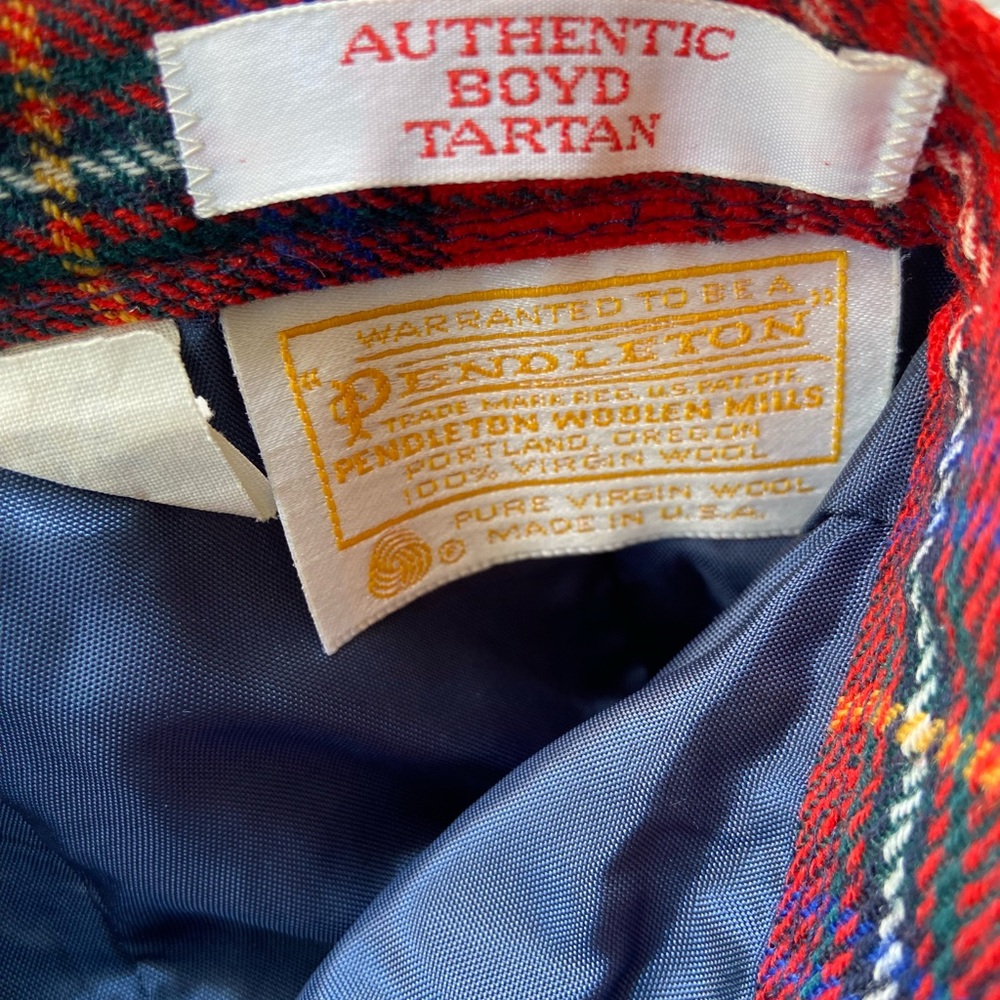 AUTHENTIC
BOYD
TARTAN
WARRANTED TO BE A
"PENDLETON"
TRADE MARK REG. U.S. PAT. OFF.
PENDLETON WOOLEN MILLS
PORTLAND, OREGON
100% VIRGIN WOOL
PURE VIRGIN WOOL
® MADE IN U.S.A.